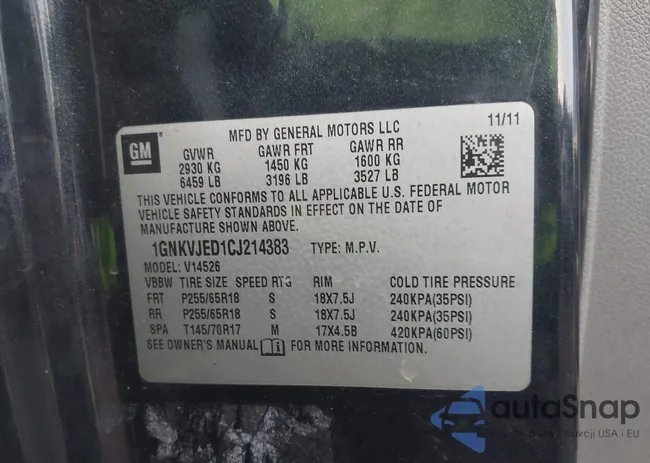 GM
MFD BY GENERAL MOTORS LLC
11/11
GVWR GAWR FRT GAWR RR
2930 KG 1450 KG 1600 KG
6459 LB 3196 LB 3527 LB
THIS VEHICLE CONFORMS TO ALL APPLICABLE U.S. FEDERAL MOTOR
VEHICLE SAFETY STANDARDS IN EFFECT ON THE DATE OF
MANUFACTURE SHOWN ABOVE.
1GNKVJED1CJ214383 TYPE: M.P.V.
MODEL: V14526
VBBW TIRE SIZE SPEED RTG RIM COLD TIRE PRESSURE
FRT P255/65R18 S 18X7.5J 240KPA(35PSI)
RR P255/65R18 S 18X7.5J 240KPA(35PSI)
SPA T145/70R17 M 17X4.5B 420KPA(60PSI)
SEE OWNER'S MANUAL FOR MORE INFORMATION.
autoSnap
aukcji USA i EU